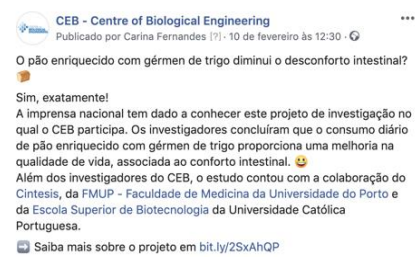 CEB - Centre of Biological Engineering
Publicado por Carina Fernandes [?] · 10 de fevereiro às 12:30 ·
O pão enriquecido com gérmen de trigo diminui o desconforto intestinal?
Sim, exatamente!
A imprensa nacional tem dado a conhecer este projeto de investigação no
qual o CEB participa. Os investigadores concluíram que o consumo diário
de pão enriquecido com gérmen de trigo proporciona uma melhoria na
qualidade de vida, associada ao conforto intestinal. 😃
Além dos investigadores do CEB, o estudo contou com a colaboração do
Cintesis, da FMUP - Faculdade de Medicina da Universidade do Porto e
da Escola Superior de Biotecnologia da Universidade Católica
Portuguesa.
➡️ Saiba mais sobre o projeto em bit.ly/2SxAhQP